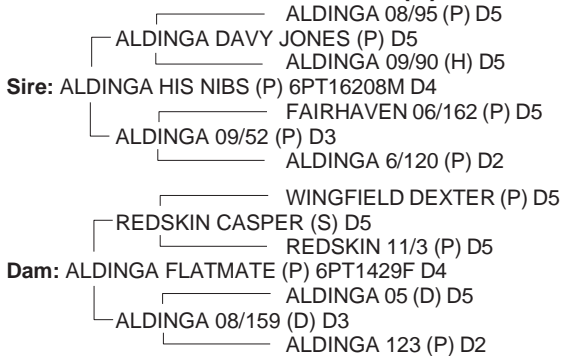 ALDINGA 08/95 (P) D5
ALDINGA DAVY JONES (P) D5
ALDINGA 09/90 (H) D5
Sire: ALDINGA HIS NIBS (P) 6PT16208M D4
FAIRHAVEN 06/162 (P) D5
ALDINGA 09/52 (P) D3
ALDINGA 6/120 (P) D2
WINGFIELD DEXTER (P) D5
REDSKIN CASPER (S) D5
REDSKIN 11/3 (P) D5
Dam: ALDINGA FLATMATE (P) 6PT1429F D4
ALDINGA 05 (D) D5
ALDINGA 08/159 (D) D3
ALDINGA 123 (P) D2